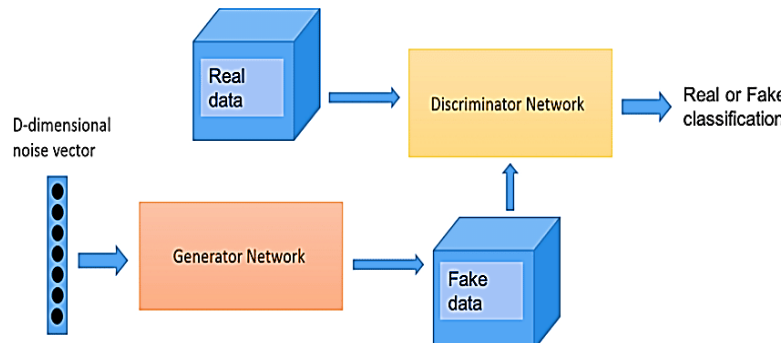 Real
data
Discriminator Network
Real or Fake
classification
D-dimensional
noise vector
Generator Network
Fake
data